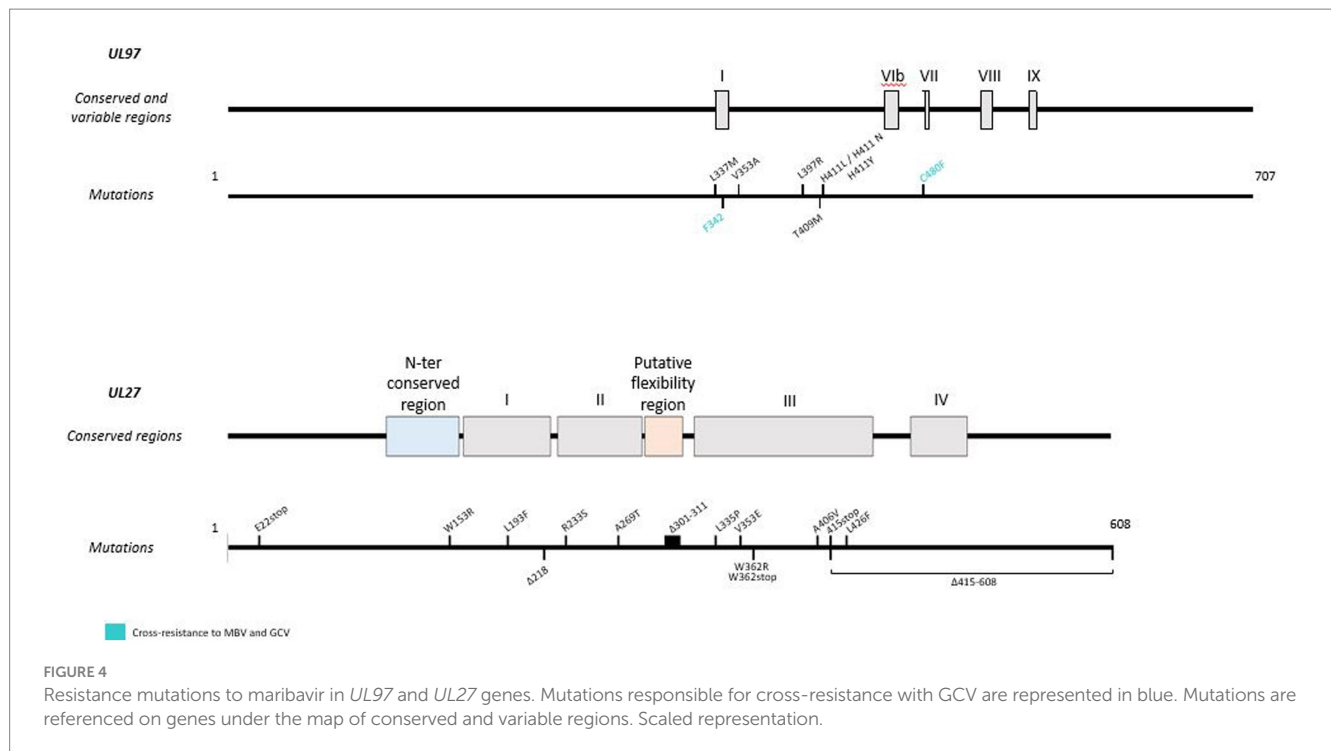 UL97
I VIb VII VIII IX
Conserved and
variable regions
L337M V353A L397R H411L / H411 N
H411Y C480F
1 707
Mutations
F342 T409M
N-ter
conserved
region
Putative
flexibility
region
UL27
I II III IV
Conserved regions
E22stop W153R L193F R233S A269T Δ301-311 L335P V353E A406V 415stop L426F
1 608
Mutations
Δ218 W362R
W362stop Δ415-608
Cross-resistance to MBV and GCV
FIGURE 4
Resistance mutations to maribavir in UL97 and UL27 genes. Mutations responsible for cross-resistance with GCV are represented in blue. Mutations are
referenced on genes under the map of conserved and variable regions. Scaled representation.